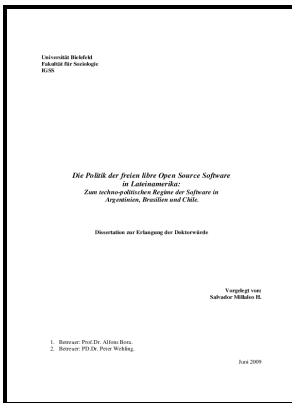 Universität Bielefeld
Fakultät für Soziologie
IGSS
Die Politik der freien libre Open Source Software
in Lateinamerika:
Zum techno-politischen Regime der Software in
Argentinien, Brasilien und Chile.
Dissertation zur Erlangung der Doktorwürde
Vorgelegt von:
Salvador Millaleo H.
1. Betreuer: Prof.Dr. Alfons Bora.
2. Betreuer: PD.Dr. Peter Wehling.
Juni 2009